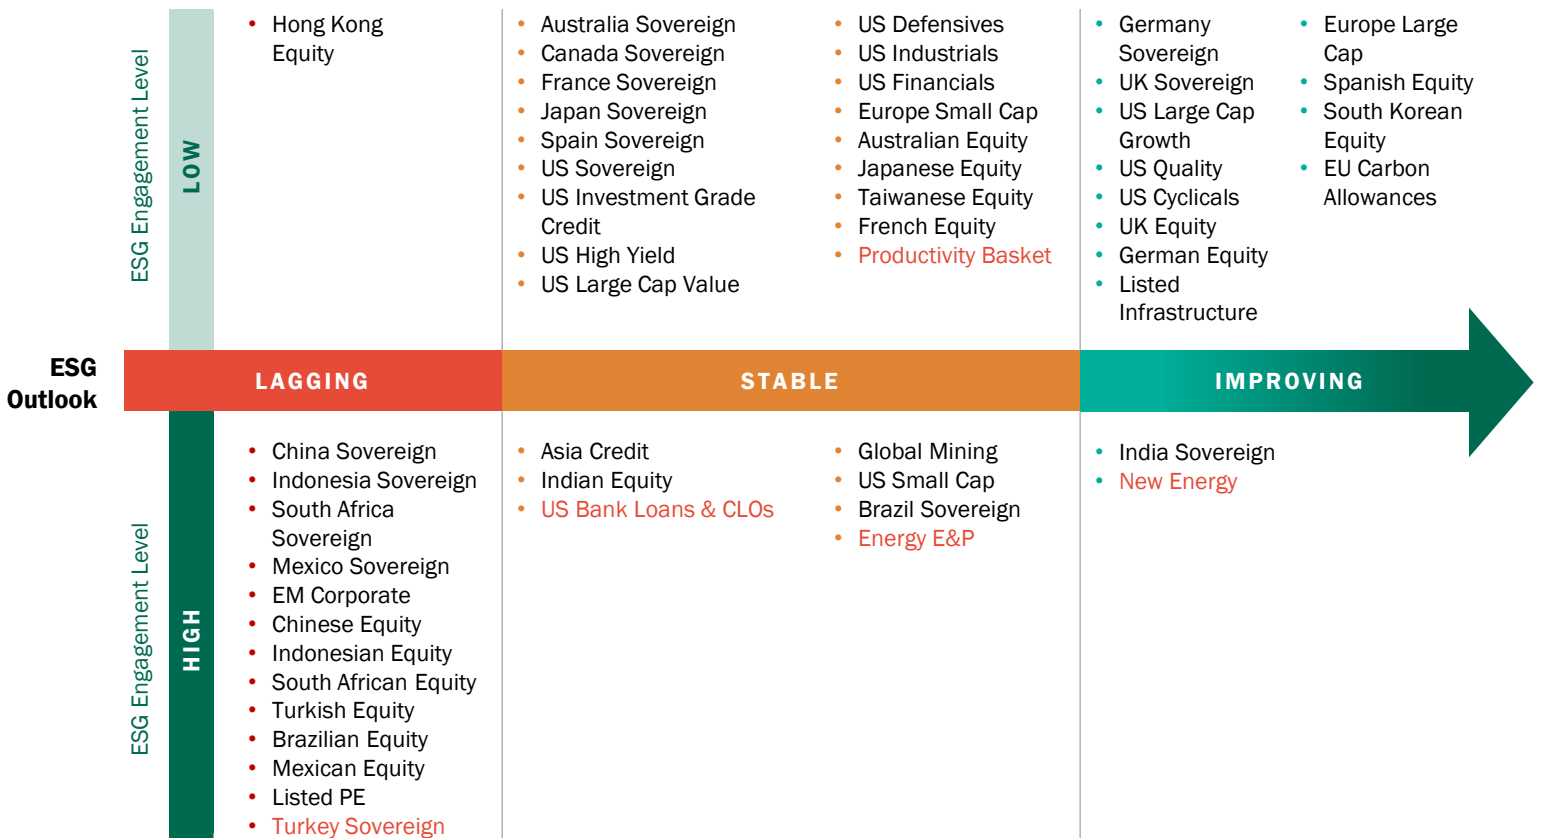 ESG Engagement Level
LOW
• Hong Kong
Equity
• Australia Sovereign
• Canada Sovereign
• France Sovereign
• Japan Sovereign
• Spain Sovereign
• US Sovereign
• US Investment Grade
Credit
• US High Yield
• US Large Cap Value
• US Defensives
• US Industrials
• US Financials
• Europe Small Cap
• Australian Equity
• Japanese Equity
• Taiwanese Equity
• French Equity
• Productivity Basket
• Germany
Sovereign
• UK Sovereign
• US Large Cap
Growth
• US Quality
• US Cyclicals
• UK Equity
• German Equity
• Listed
Infrastructure
• Europe Large
Cap
• Spanish Equity
• South Korean
Equity
• EU Carbon
Allowances
ESG
Outlook
LAGGING
STABLE
IMPROVING
ESG Engagement Level
HIGH
• China Sovereign
• Indonesia Sovereign
• South Africa
Sovereign
• Mexico Sovereign
• EM Corporate
• Chinese Equity
• Indonesian Equity
• South African Equity
• Turkish Equity
• Brazilian Equity
• Mexican Equity
• Listed PE
• Turkey Sovereign
• Asia Credit
• Indian Equity
• US Bank Loans & CLOs
• Global Mining
• US Small Cap
• Brazil Sovereign
• Energy E&P
• India Sovereign
• New Energy